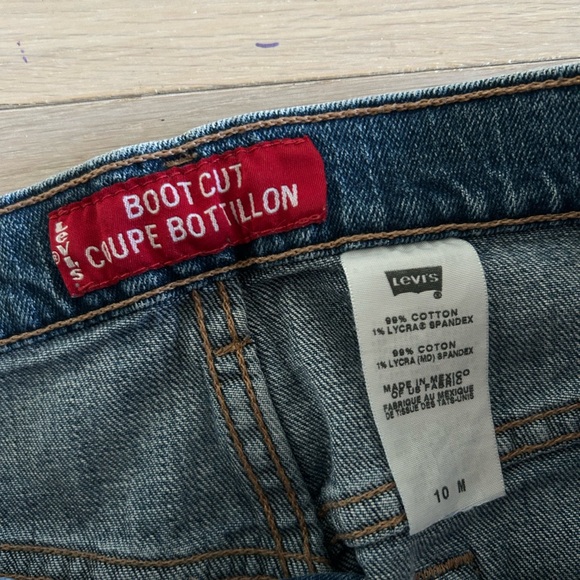 BOOT CUT
COUPE BOTTILLON
Levi's
®
Levi's
®
99% COTTON
1% LYCRA® SPANDEX
99% COTON
1% LYCRA (MD) SPANDEX
MADE IN MEXICO
OF US FABRIC
FABRIQUÉ AU MEXIQUE
DE TISSUE DES ÉTATS-UNIS
10 M